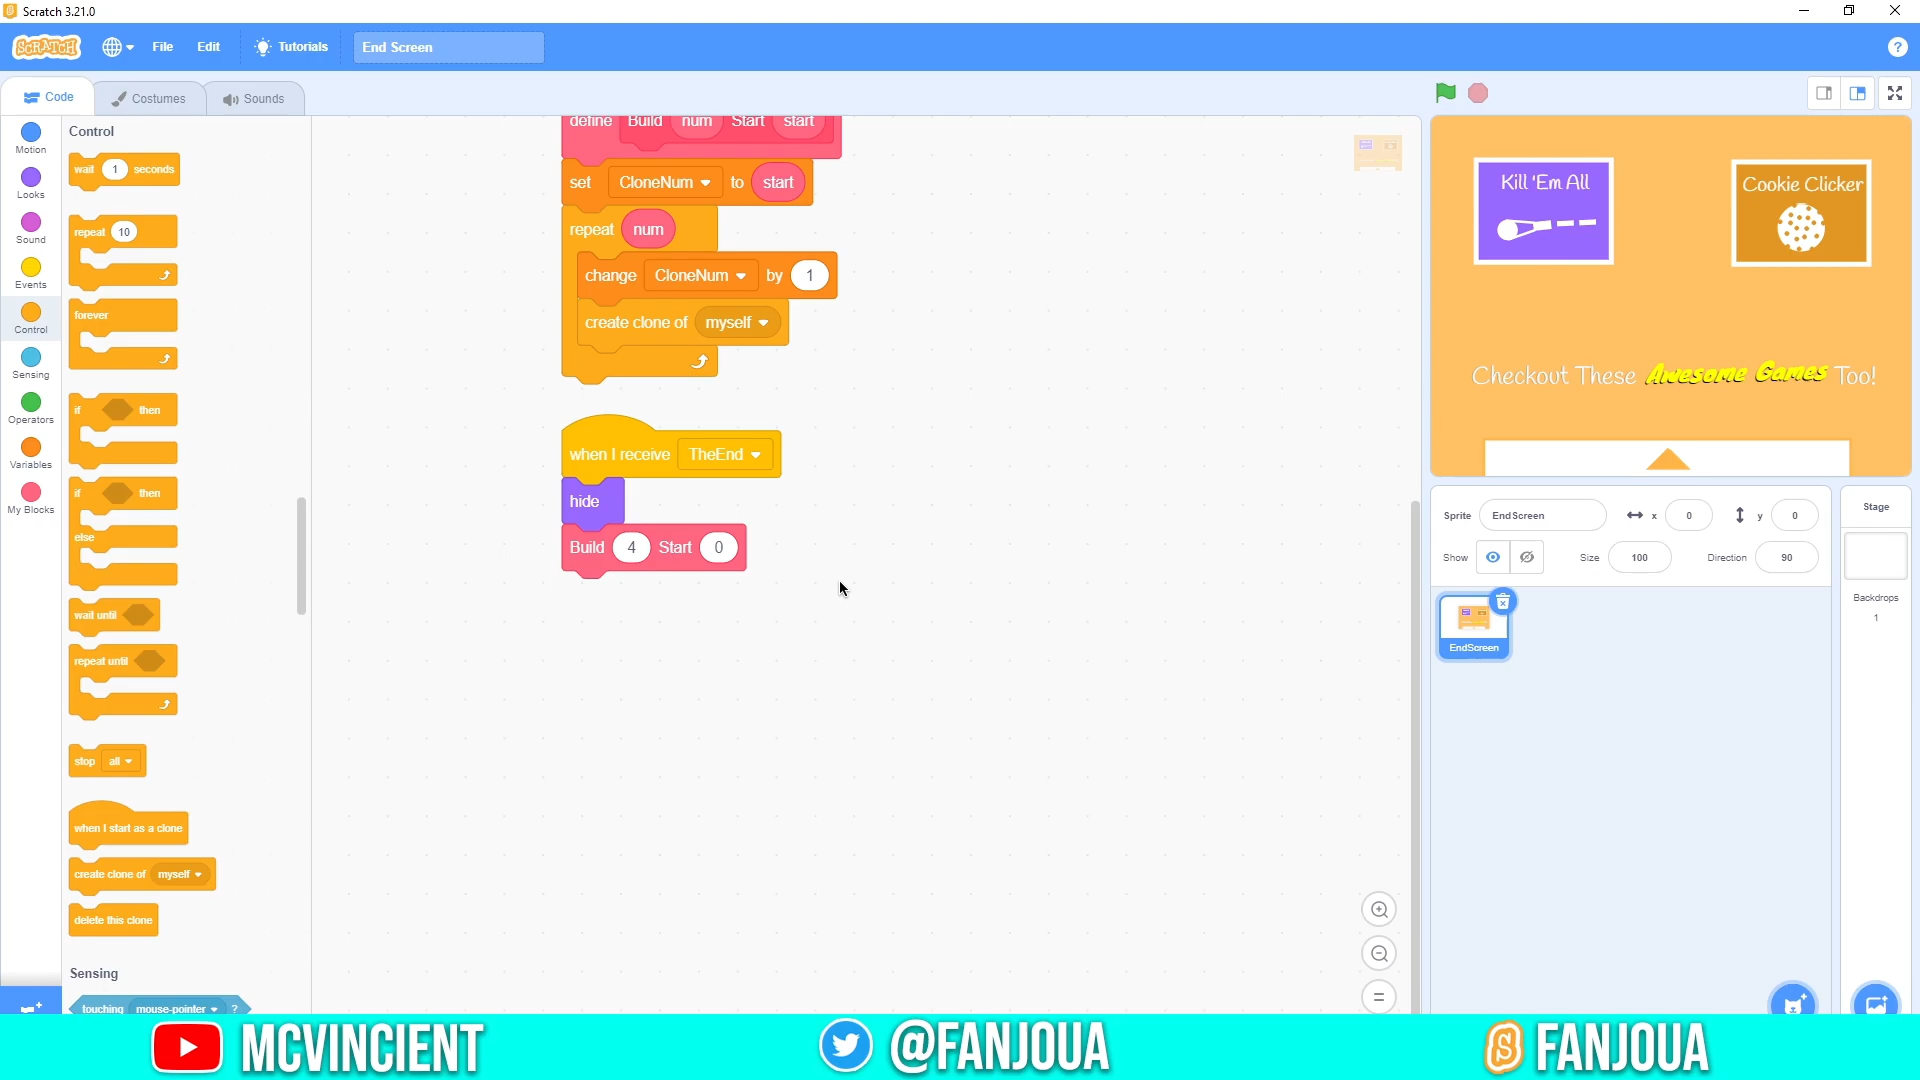 Scratch 3.21.0
SCRATCH File Edit Tutorials End Screen ?
Code Costumes Sounds
Motion
Looks
Sound
Events
Control
Sensing
Operators
Variables
My Blocks
Control
wait 1 seconds
repeat 10
forever
if then
if then
else
wait until
repeat until
stop all
when I start as a clone
create clone of myself
delete this clone
Sensing
touching mouse-pointer ?
define Build num Start start
set CloneNum to start
repeat num
change CloneNum by 1
create clone of myself
when I receive TheEnd
hide
Build 4 Start 0
Kill 'Em All
Cookie Clicker
Checkout These Awesome Games Too!
Sprite EndScreen x 0 y 0
Show Size 100 Direction 90
EndScreen
Stage
Backdrops
1
MCVINCIENT @FANJOUA S FANJOUA